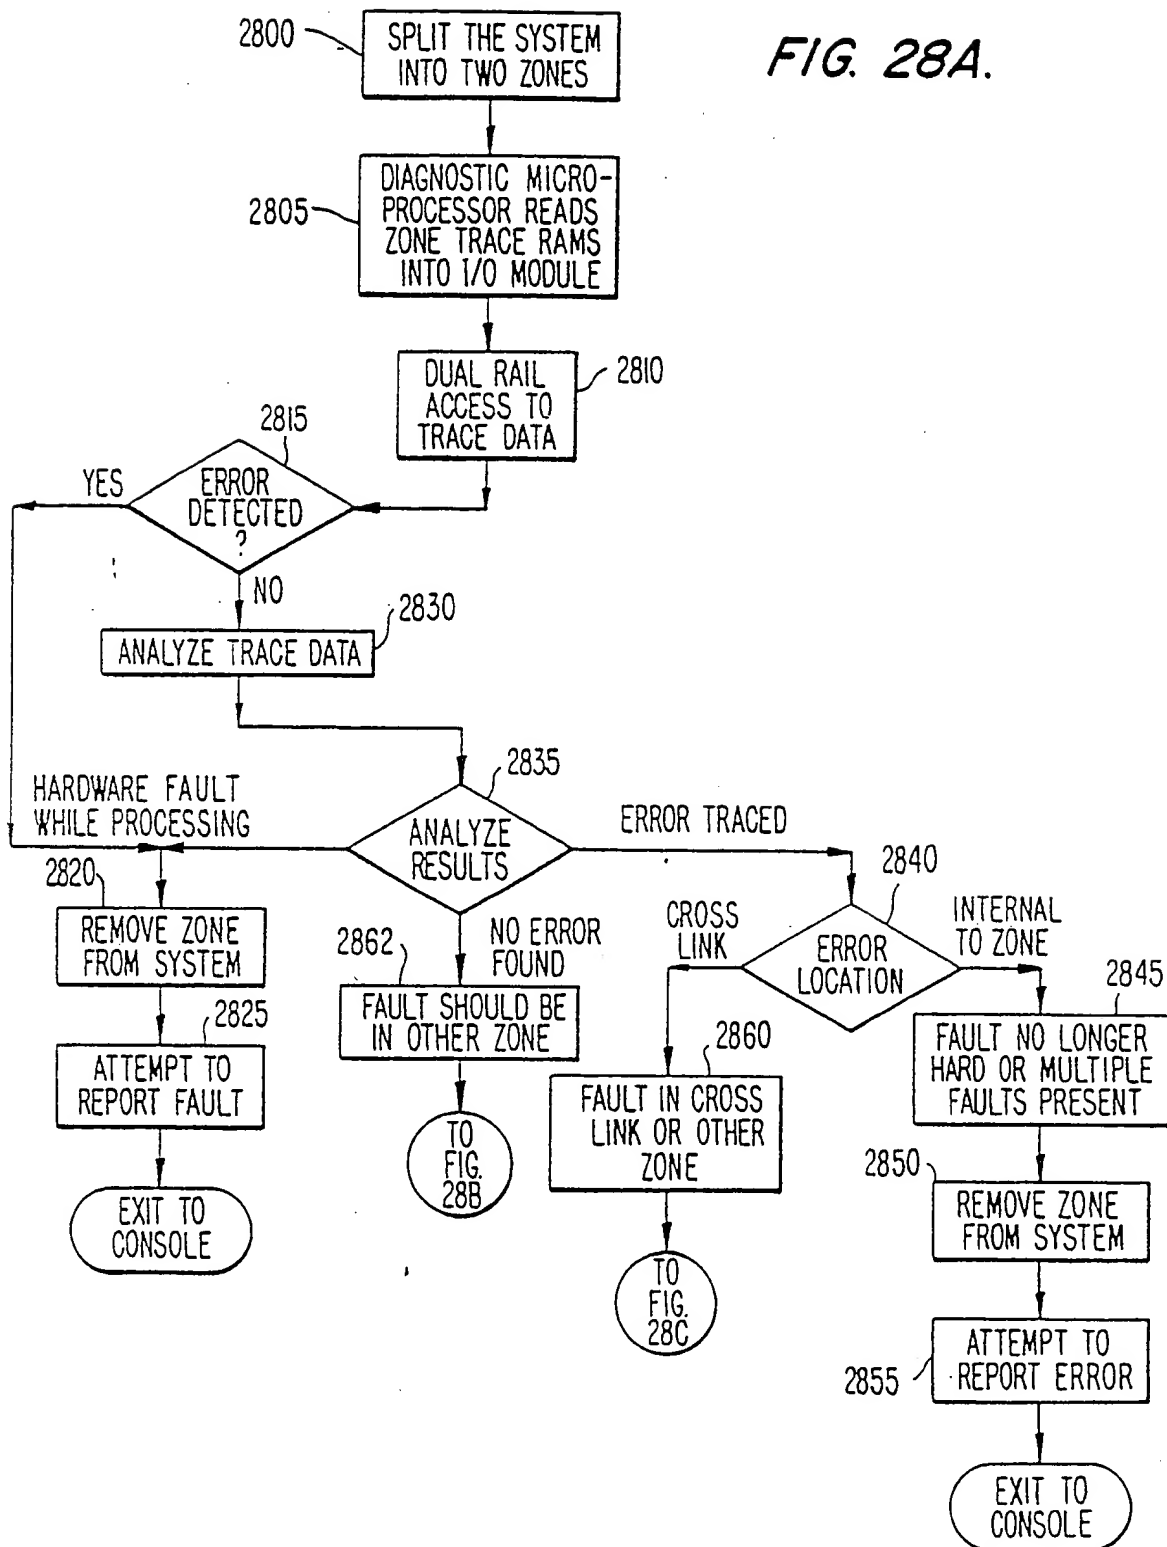 FIG. 28A.
2800
SPLIT THE SYSTEM
INTO TWO ZONES
2805
DIAGNOSTIC MICRO-
PROCESSOR READS
ZONE TRACE RAMS
INTO I/O MODULE
2810
DUAL RAIL
ACCESS TO
TRACE DATA
2815
YES
ERROR
DETECTED
?
NO
2830
ANALYZE TRACE DATA
2835
HARDWARE FAULT
WHILE PROCESSING
ANALYZE
RESULTS
ERROR TRACED
2820
REMOVE ZONE
FROM SYSTEM
2825
ATTEMPT TO
REPORT FAULT
EXIT TO
CONSOLE
NO ERROR
FOUND
2862
FAULT SHOULD BE
IN OTHER ZONE
TO
FIG.
28B
2840
CROSS
LINK
ERROR
LOCATION
INTERNAL
TO ZONE
2860
FAULT IN CROSS
LINK OR OTHER
ZONE
TO
FIG.
28C
2845
FAULT NO LONGER
HARD OR MULTIPLE
FAULTS PRESENT
2850
REMOVE ZONE
FROM SYSTEM
2855
ATTEMPT TO
REPORT ERROR
EXIT TO
CONSOLE